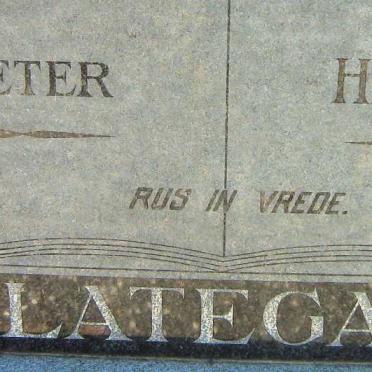 ETER H
RUS IN VREDE.
LATEGA